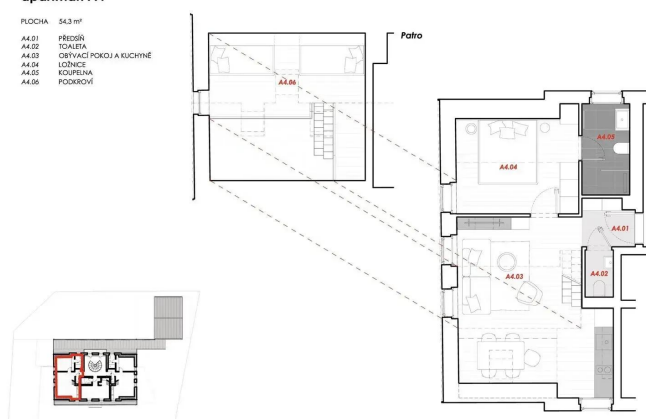 PLOCHA 54,3 m²
A4.01 PŘEDSÍŇ
A4.02 TOALETA
A4.03 OBÝVACÍ POKOJ A KUCHYNĚ
A4.04 LOŽNICE
A4.05 KOUPELNA
A4.06 PODKROVÍ
Patro
A4.06
A4.05
A4.04
A4.01
A4.02
A4.03